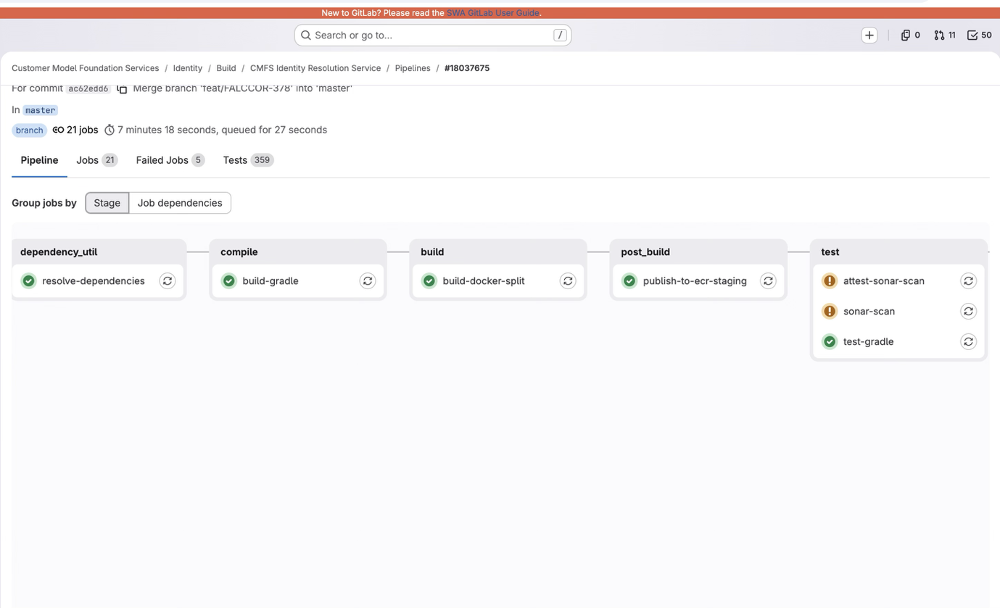 New to GitLab? Please read the SWA GitLab User Guide.
Search or go to... /
0 11 50
Customer Model Foundation Services / Identity / Build / CMFS Identity Resolution Service / Pipelines / #18037675
For commit ac62edd6 Merge branch 'feat/FALCCOR-378' into 'master'
In master
branch 21 jobs 7 minutes 18 seconds, queued for 27 seconds
Pipeline Jobs 21 Failed Jobs 5 Tests 359
Group jobs by Stage Job dependencies
dependency_util compile build post_build test
resolve-dependencies build-gradle build-docker-split publish-to-ecr-staging attest-sonar-scan
sonar-scan
test-gradle